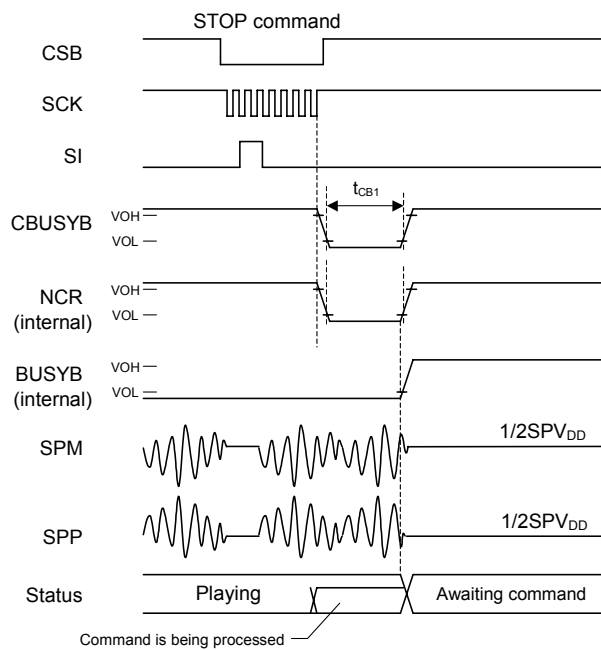 STOP command
CSB
SCK
SI
tCB1
CBUSYB
VOH
VOL
NCR
(internal)
VOH
VOL
BUSYB
(internal)
VOH
VOL
SPM
1/2SPVDD
SPP
1/2SPVDD
Status
Playing
Awaiting command
Command is being processed